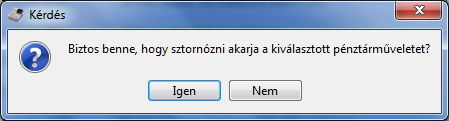 Kérdés
Biztos benne, hogy sztornózni akarja a kiválasztott pénztárműveletet?
Igen
Nem